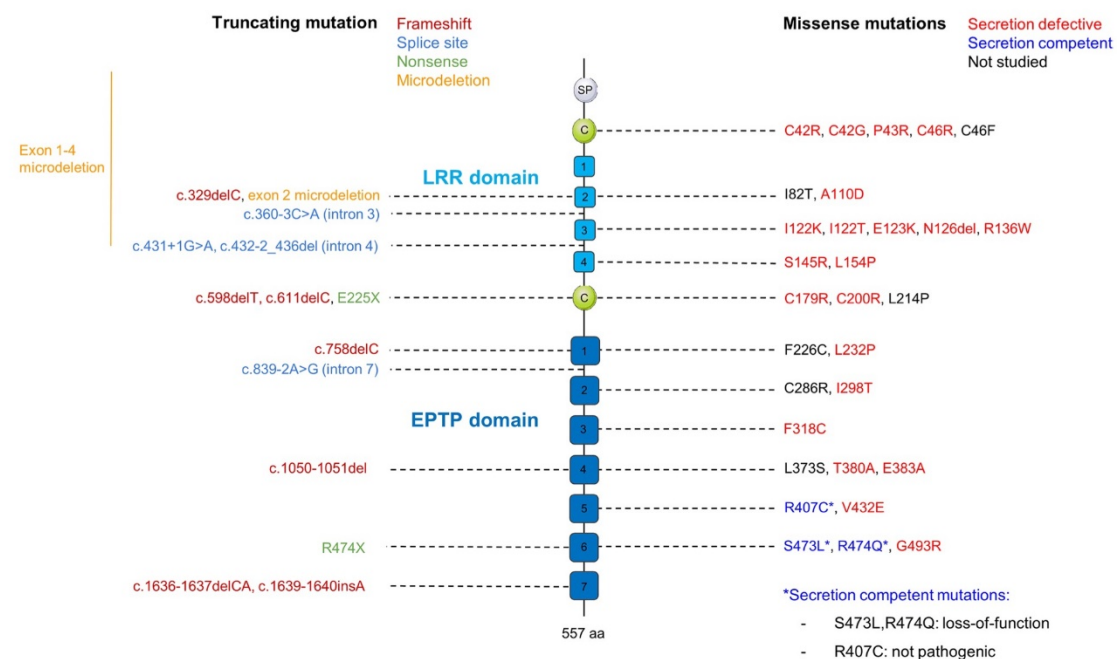 Truncating mutation
Frameshift
Splice site
Nonsense
Microdeletion
Missense mutations
Secretion defective
Secretion competent
Not studied
SP
C
C42R, C42G, P43R, C46R, C46F
Exon 1-4
microdeletion
1
LRR domain
c.329delC, exon 2 microdeletion
2
I82T, A110D
c.360-3C>A (intron 3)
3
I122K, I122T, E123K, N126del, R136W
c.431+1G>A, c.432-2_436del (intron 4)
4
S145R, L154P
c.598delT, c.611delC, E225X
C
C179R, C200R, L214P
c.758delC
1
F226C, L232P
c.839-2A>G (intron 7)
2
C286R, I298T
EPTP domain
3
F318C
c.1050-1051del
4
L373S, T380A, E383A
5
R407C*, V432E
R474X
6
S473L*, R474Q*, G493R
c.1636-1637delCA, c.1639-1640insA
7
557 aa
*Secretion competent mutations:
- S473L,R474Q: loss-of-function
- R407C: not pathogenic